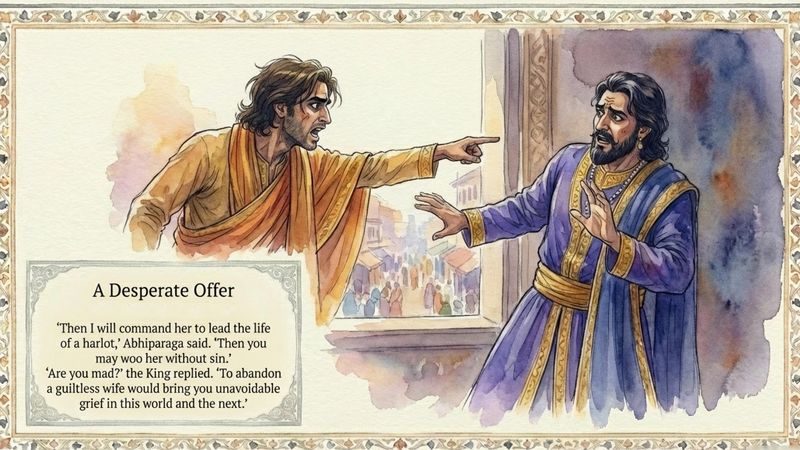 A Desperate Offer
‘Then I will command her to lead the life
of a harlot,’ Abhiparaga said. ‘Then you
may woo her without sin.’
‘Are you mad?’ the King replied. ‘To abandon
a guiltless wife would bring you unavoidable
grief in this world and the next.’